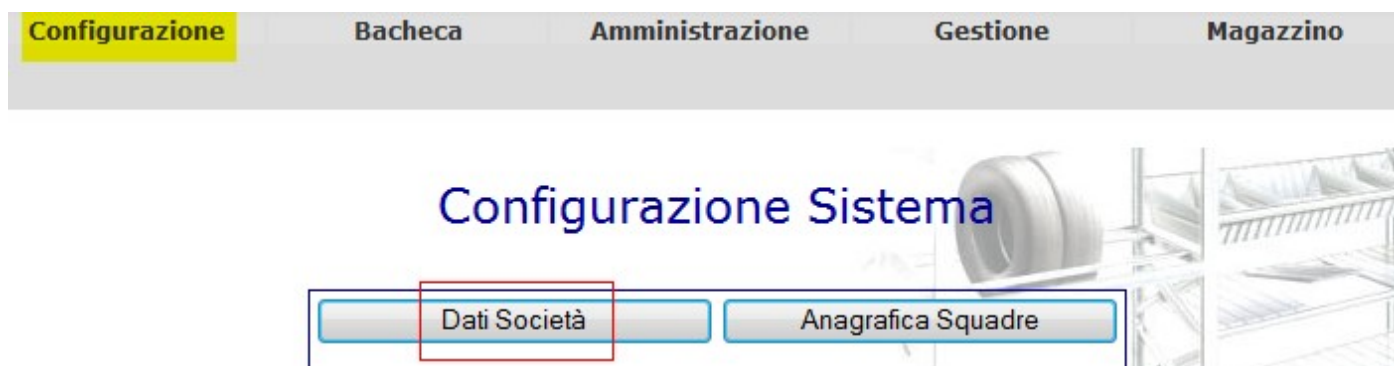 Configurazione Bacheca Amministrazione Gestione Magazzino
Configurazione Sistema
Dati Società Anagrafica Squadre